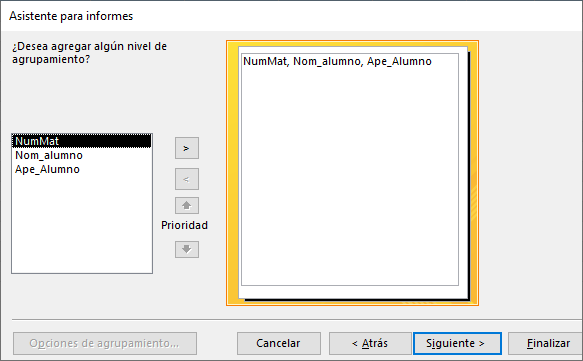 Asistente para informes
¿Desea agregar algún nivel de
agrupamiento?
NumMat, Nom_alumno, Ape_Alumno
NumMat
Nom_alumno
Ape_Alumno
>
<
Prioridad
Opciones de agrupamiento...
Cancelar
< Atrás
Siguiente >
Finalizar